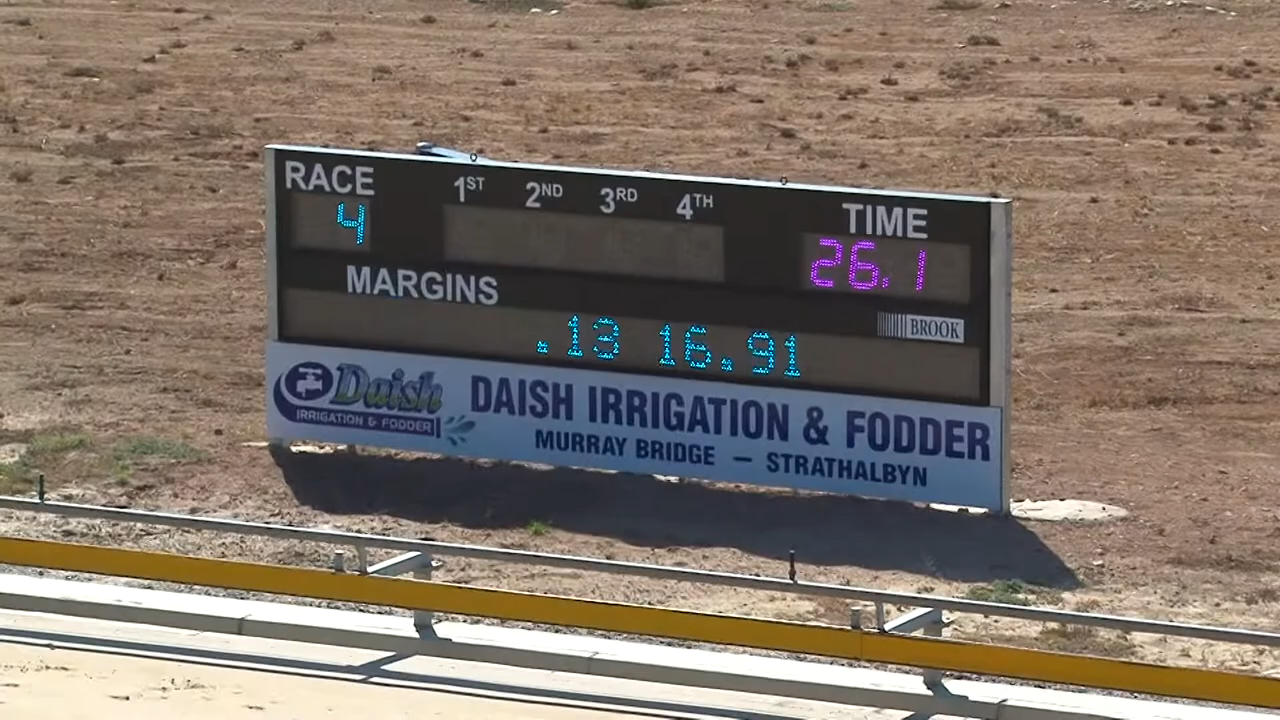 RACE 1ST 2ND 3RD 4TH TIME
4 26.1
MARGINS
BROOK
.13 16.91
Daish
IRRIGATION & FODDER
DAISH IRRIGATION & FODDER
MURRAY BRIDGE — STRATHALBYN